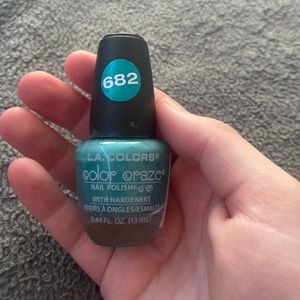 682
L.A. COLORS®
color craze®
NAIL POLISH
WITH HARDENERS
VERNIS À ONGLES/ESMALTE
0.44 FL. OZ. (13 mL)